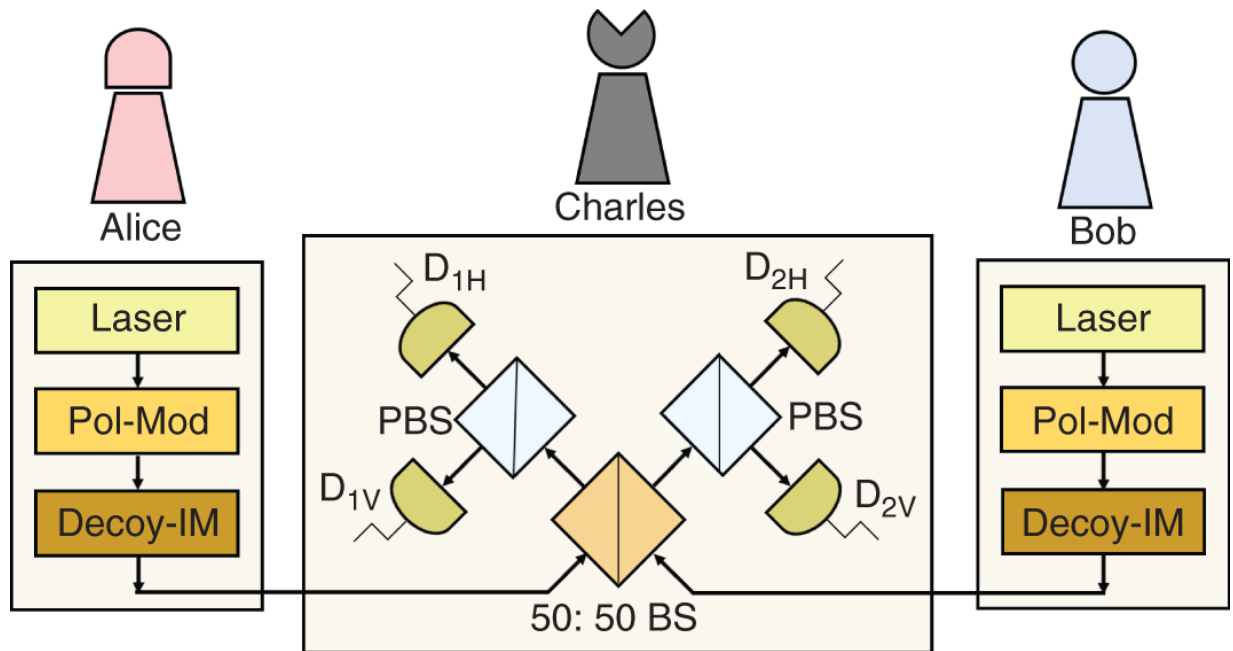 Charles
Alice
Bob
D1H
D2H
Laser
Laser
PBS
PBS
Pol-Mod
Pol-Mod
D1V
D2V
Decoy-IM
Decoy-IM
50: 50 BS